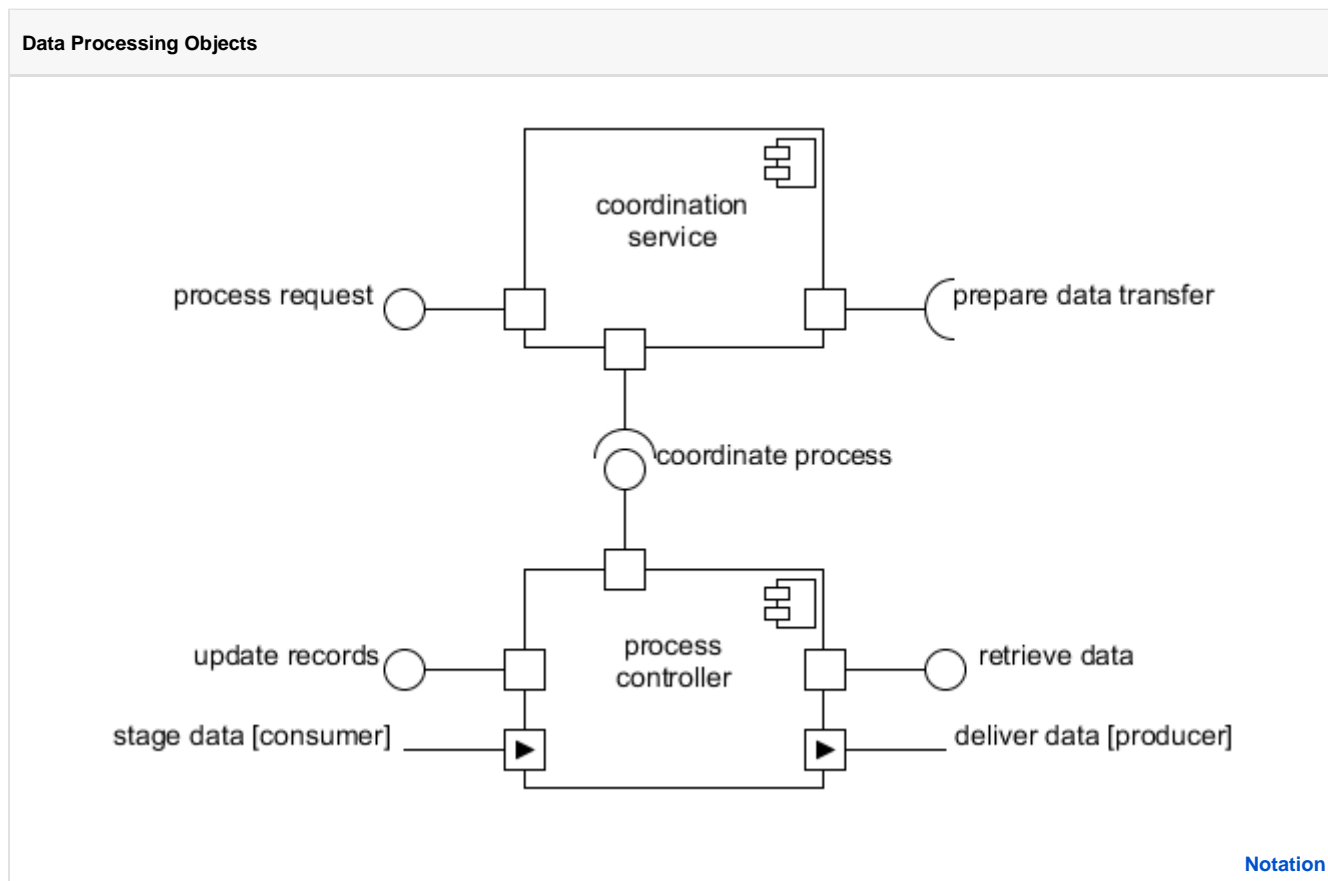 Data Processing Objects
coordination
service
process request
prepare data transfer
coordinate process
process
controller
update records
retrieve data
stage data [consumer]
deliver data [producer]
Notation